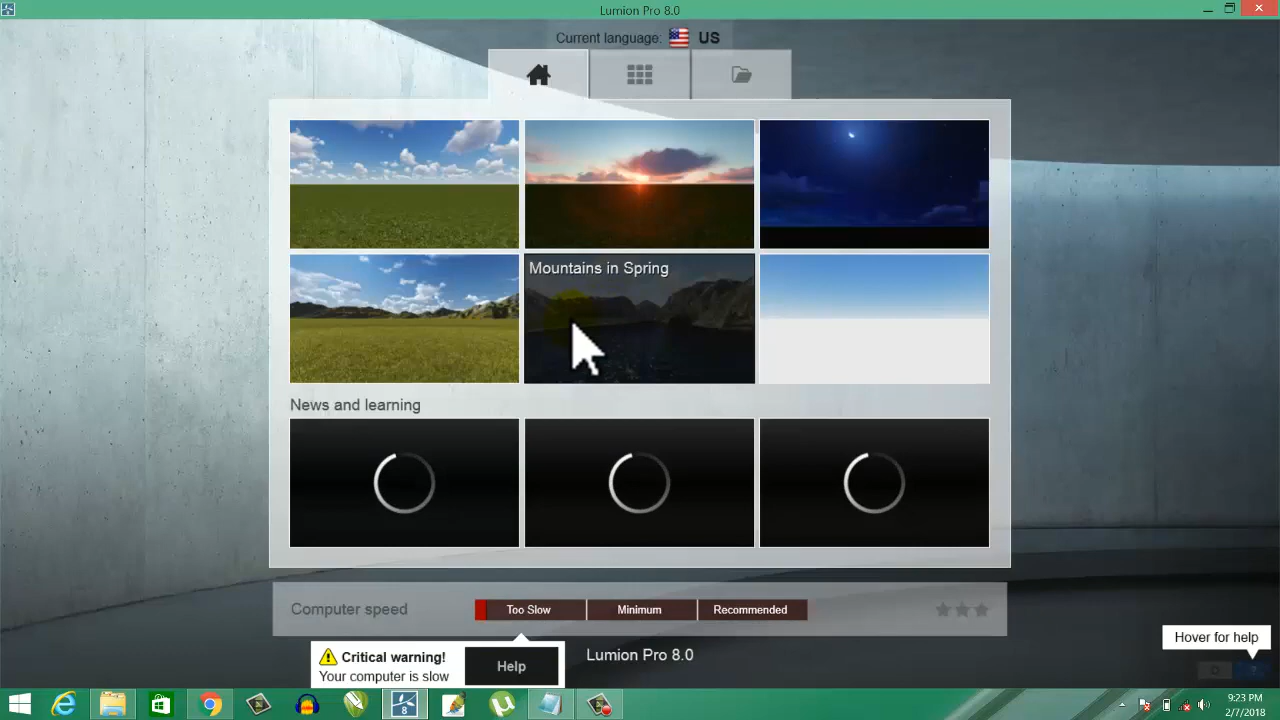 Lumion Pro 8.0
Current language: US
Mountains in Spring
News and learning
Computer speed
Too Slow
Minimum
Recommended
Critical warning!
Your computer is slow
Help
Lumion Pro 8.0
Hover for help
?
8
9:23 PM
2/7/2018